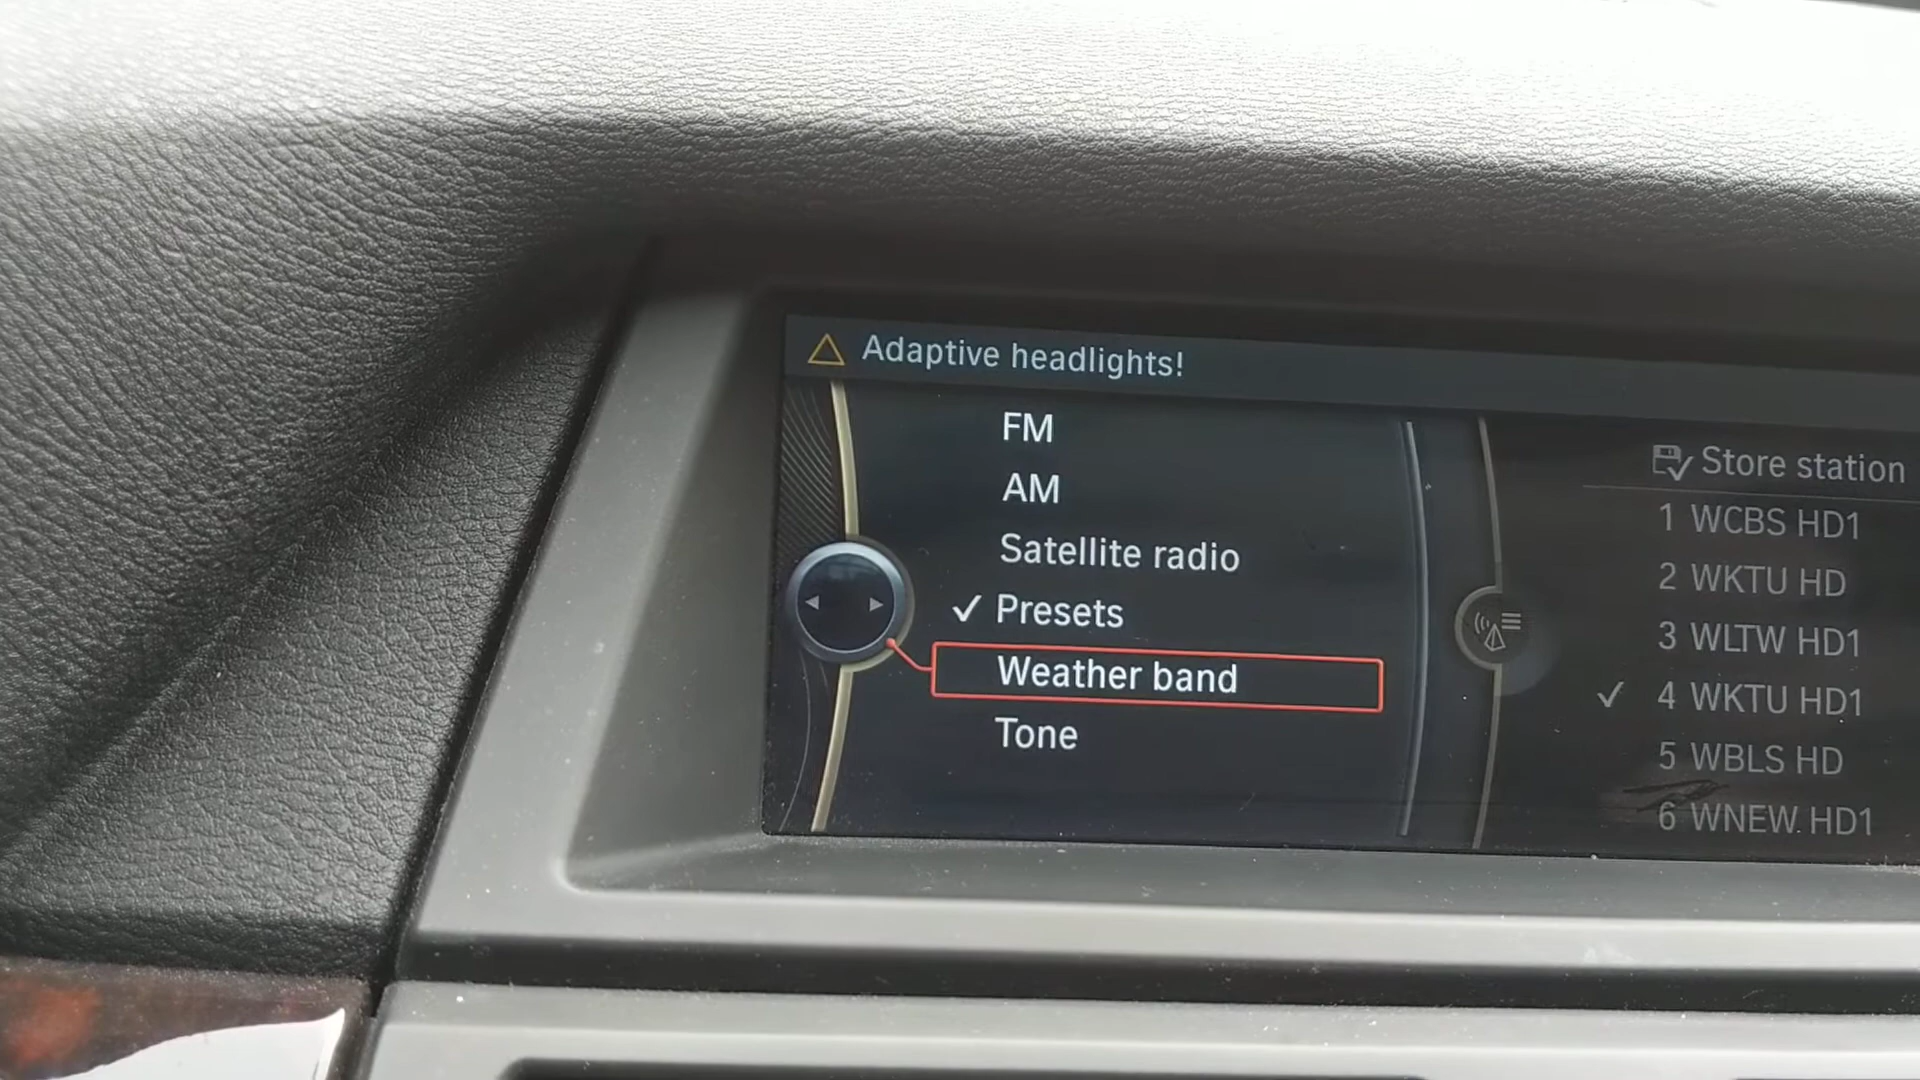 Adaptive headlights!
FM
AM
Satellite radio
✓ Presets
Weather band
Tone
Store station
1 WCBS HD1
2 WKTU HD
3 WLTW HD1
✓ 4 WKTU HD1
5 WBLS HD
6 WNEW HD1